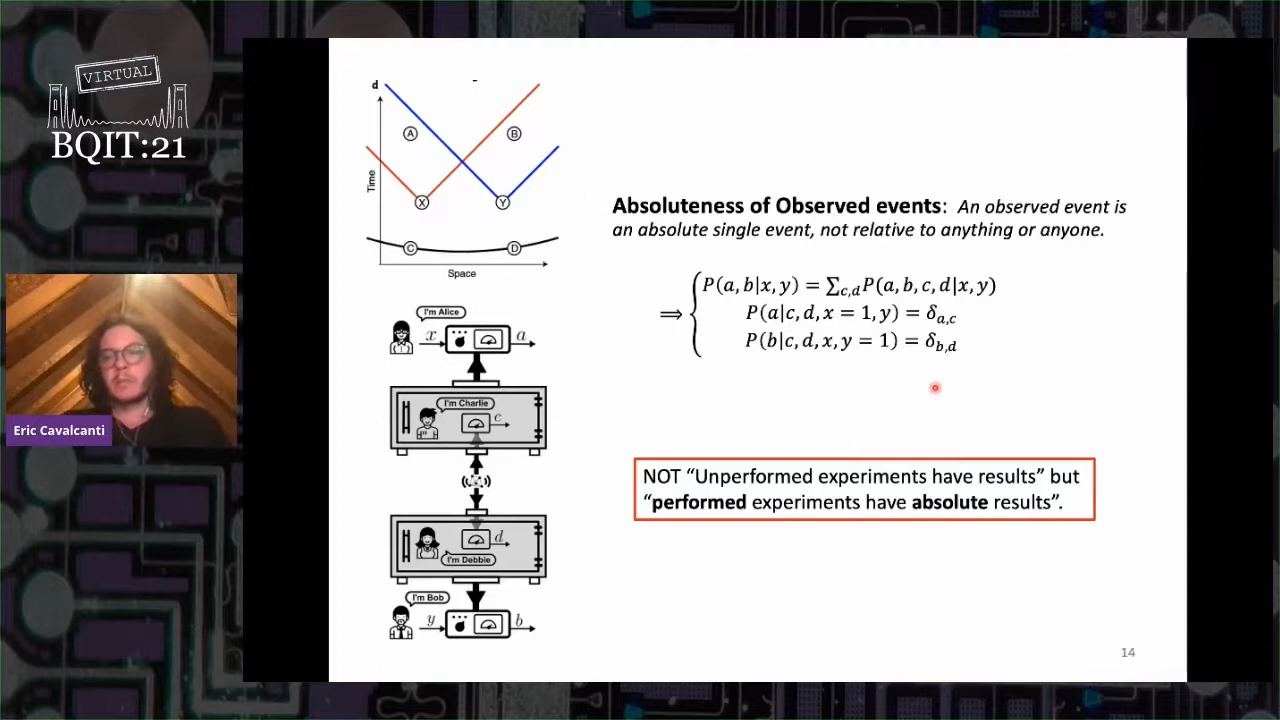 VIRTUAL
BQIT:21
Eric Cavalcanti
d
A
B
Time
X
Y
C
D
Space
I'm Alice
x
a
I'm Charlie
c
d
I'm Debbie
I'm Bob
y
b
Absoluteness of Observed events: An observed event is
an absolute single event, not relative to anything or anyone.
P(a, b|x, y) = ∑c,d P(a, b, c, d|x, y)
⟹ { P(a|c, d, x = 1, y) = δa,c
P(b|c, d, x, y = 1) = δb,d
NOT “Unperformed experiments have results” but
“performed experiments have absolute results”.
14